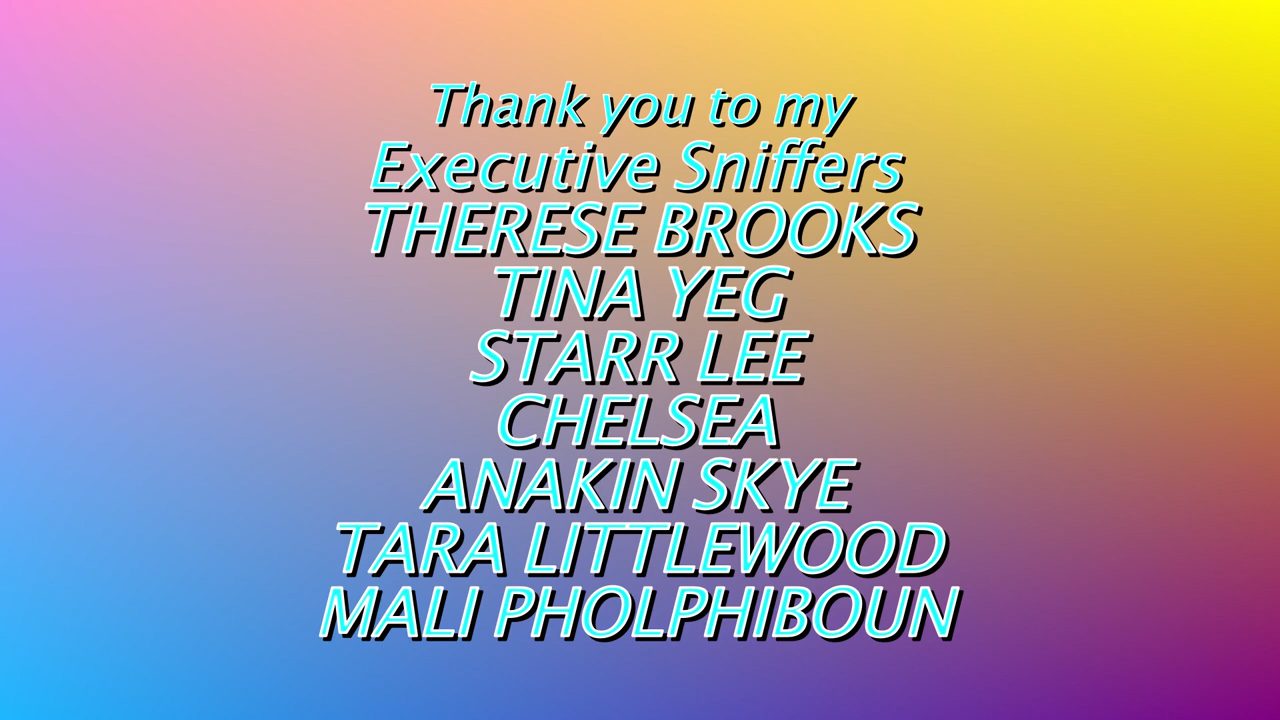 Thank you to my
Executive Sniffers
THERESE BROOKS
TINA YEG
STARR LEE
CHELSEA
ANAKIN SKYE
TARA LITTLEWOOD
MALI PHOLPHIBOUN